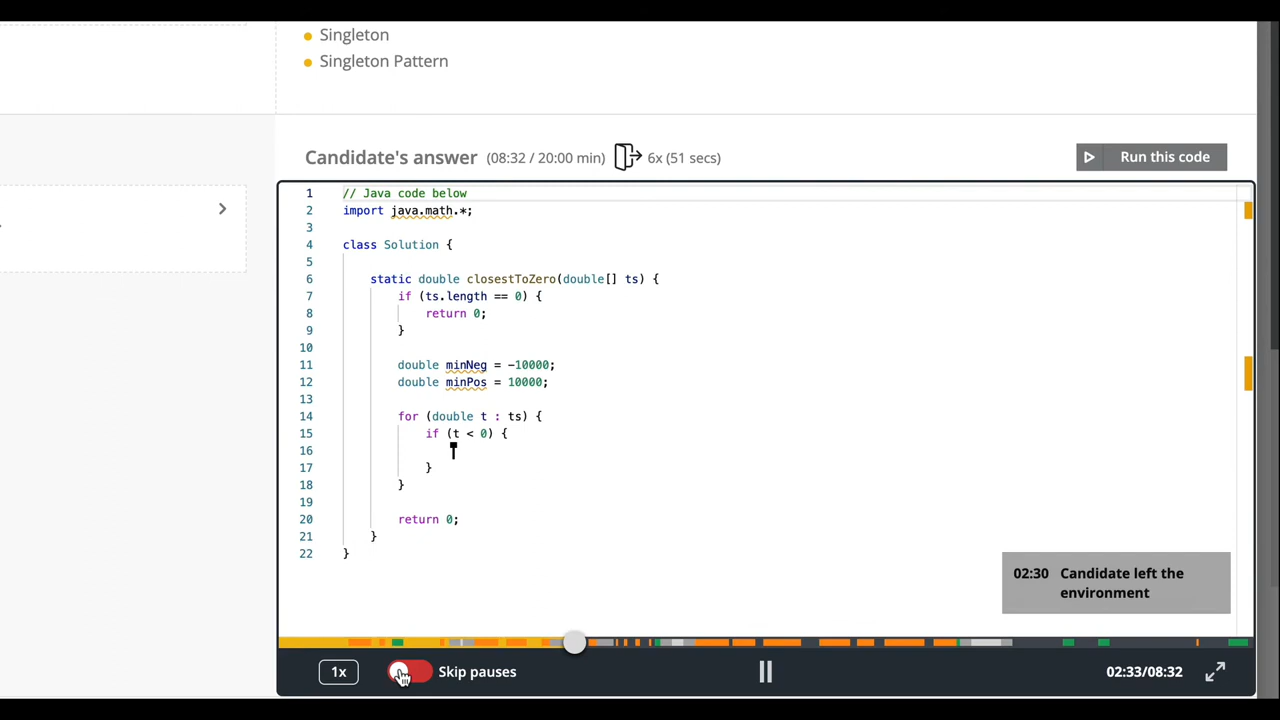 Singleton
Singleton Pattern
Candidate's answer (08:32 / 20:00 min) 6x (51 secs) Run this code
1 // Java code below
2 import java.math.*;
3
4 class Solution {
5
6 static double closestToZero(double[] ts) {
7 if (ts.length == 0) {
8 return 0;
9 }
10
11 double minNeg = -10000;
12 double minPos = 10000;
13
14 for (double t : ts) {
15 if (t < 0) {
16
17 }
18 }
19
20 return 0;
21 }
22 }
02:30 Candidate left the
environment
1x Skip pauses 02:33/08:32